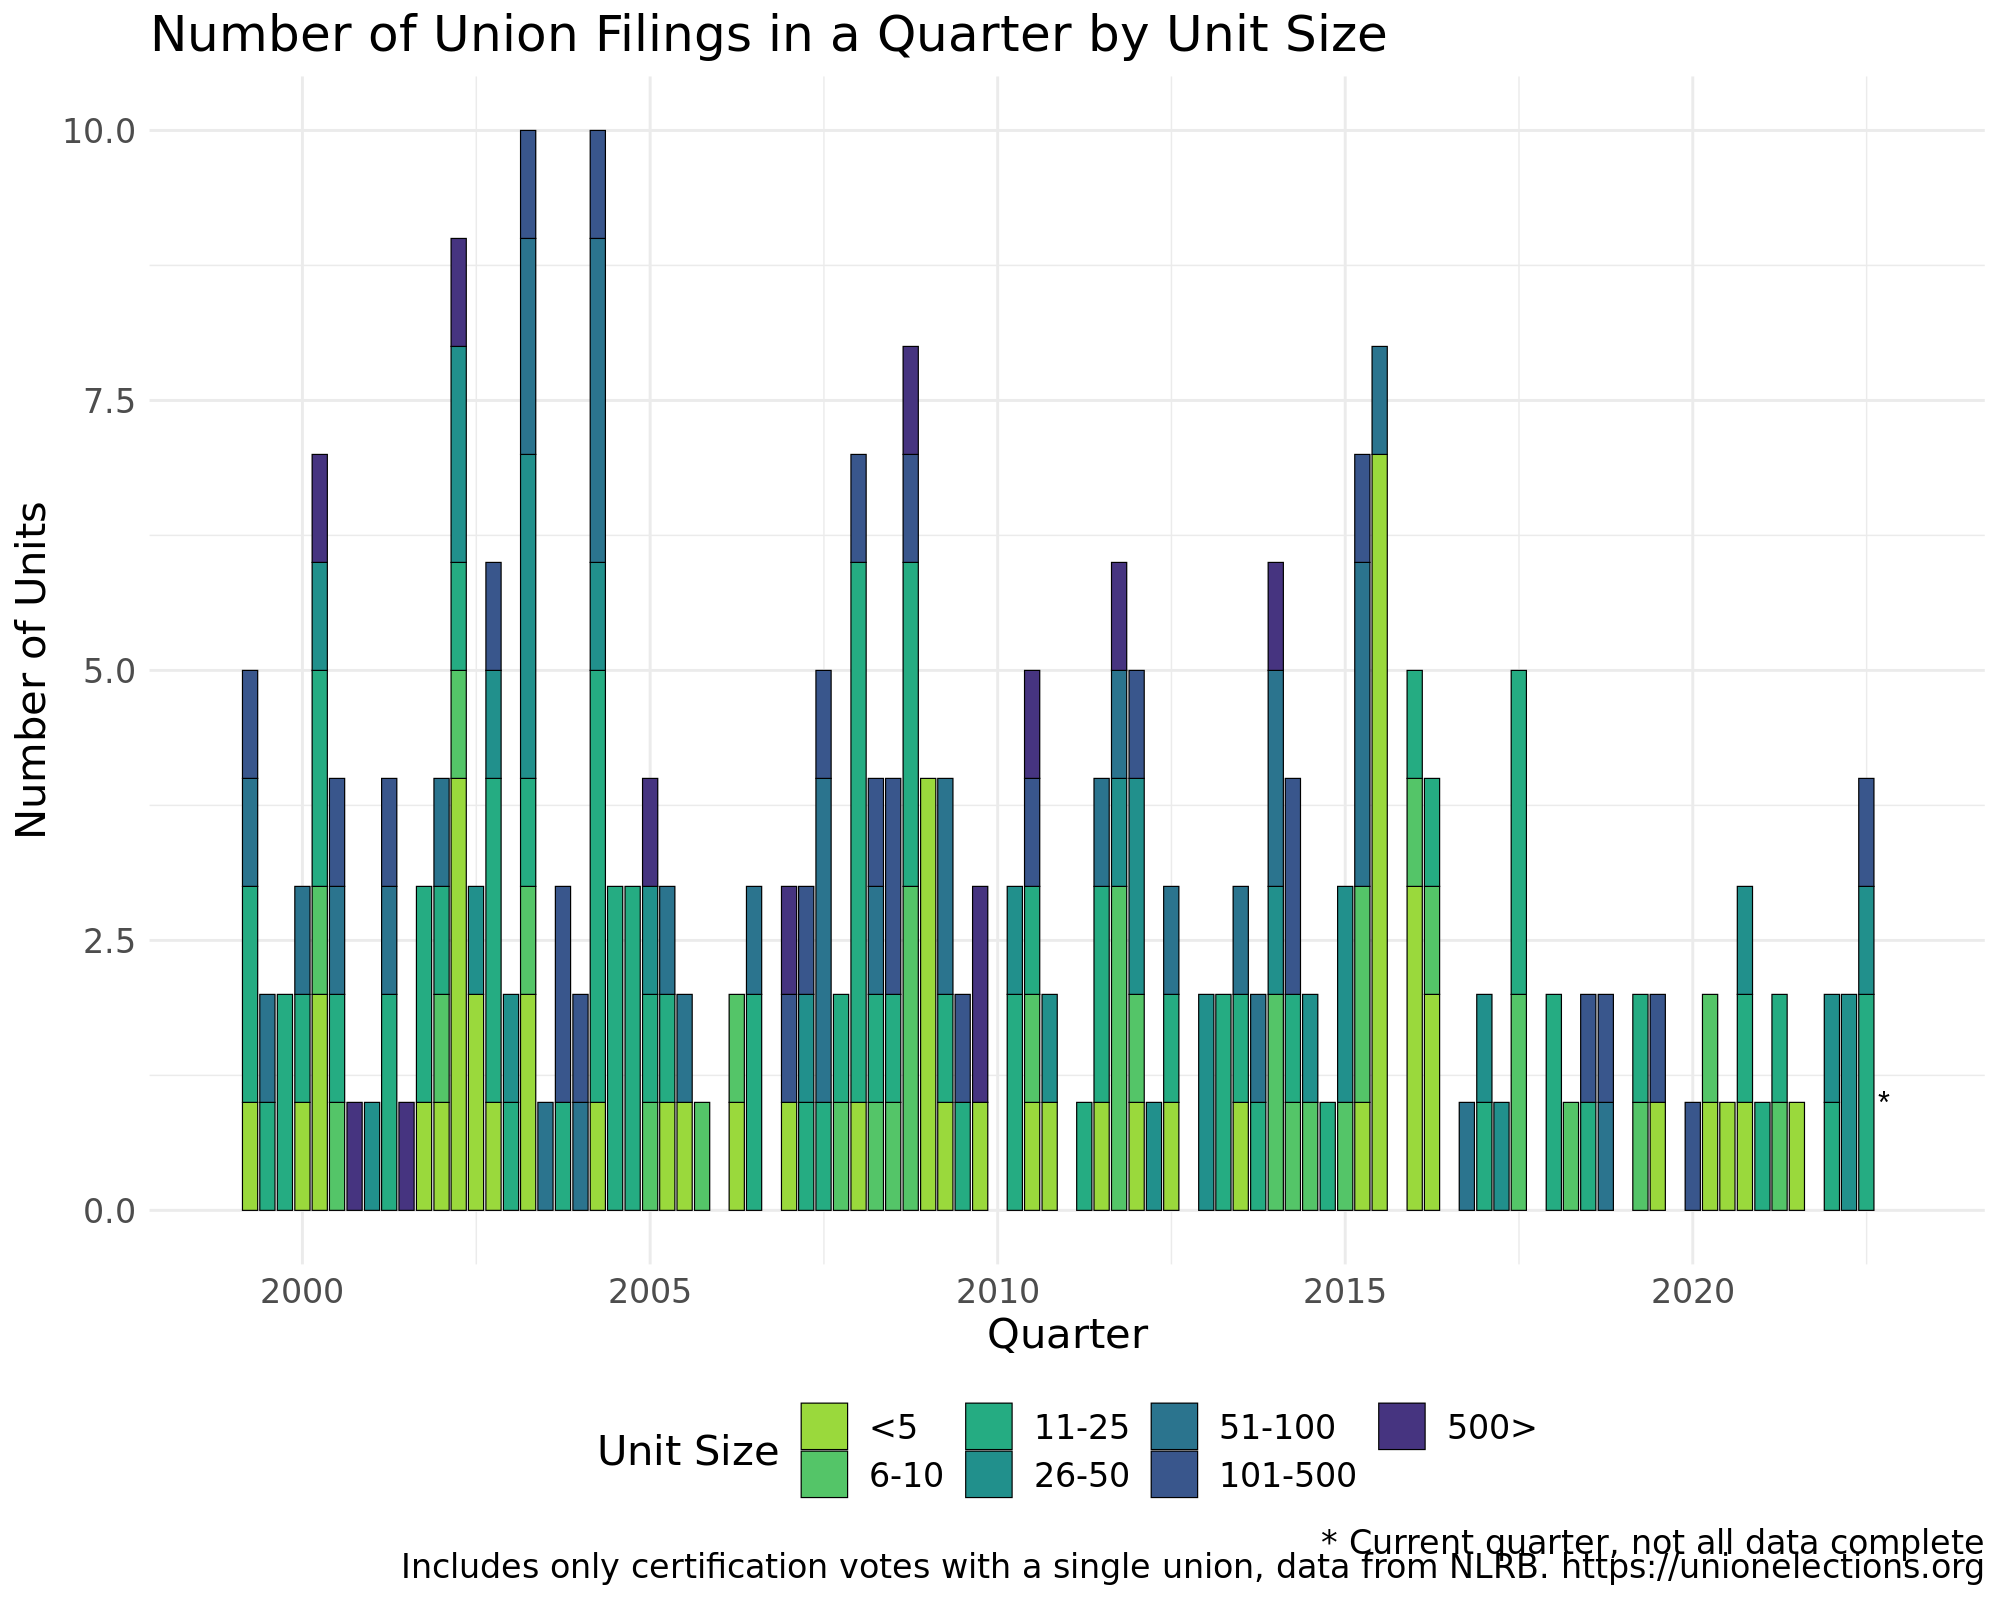 Number of Union Filings in a Quarter by Unit Size
Number of Units
10.0
7.5
5.0
2.5
0.0
*
2000 2005 2010 2015 2020
Quarter
Unit Size
<5 11-25 51-100 500>
6-10 26-50 101-500
* Current quarter, not all data complete
Includes only certification votes with a single union, data from NLRB. https://unionelections.org